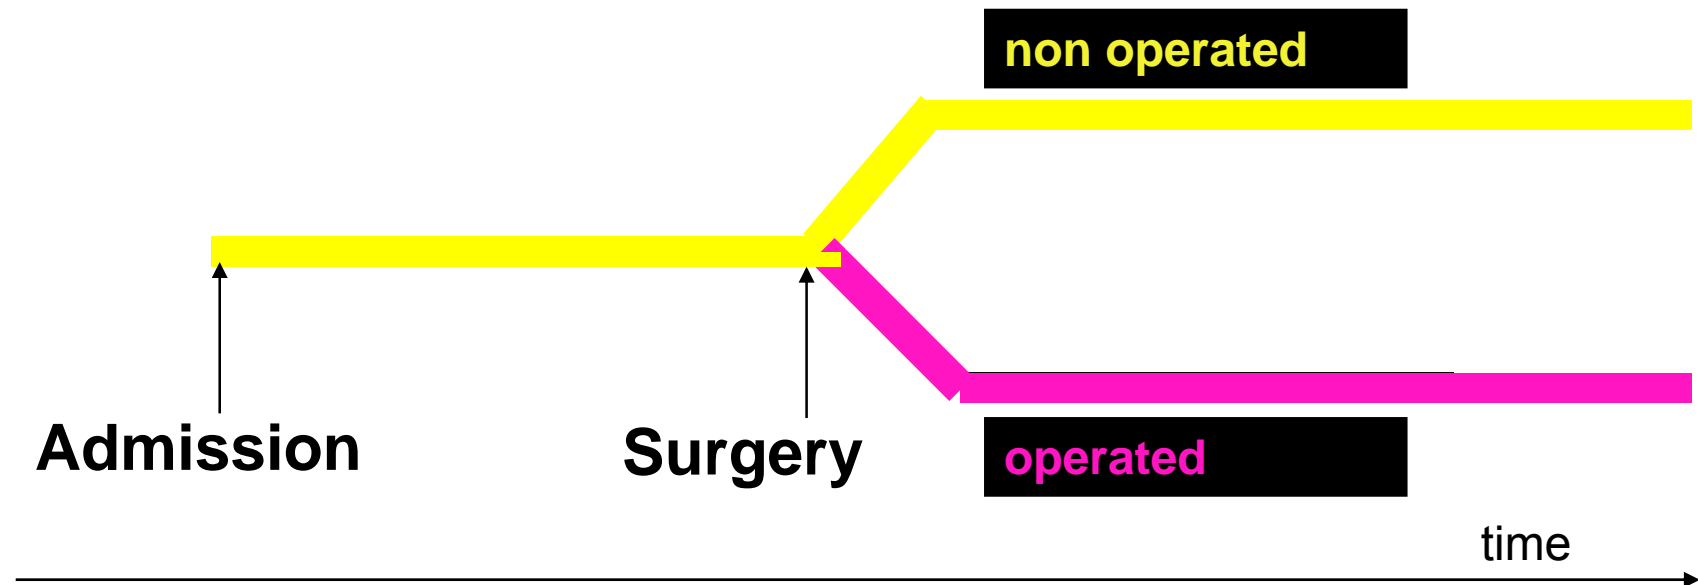 non operated
Admission
Surgery
operated
time